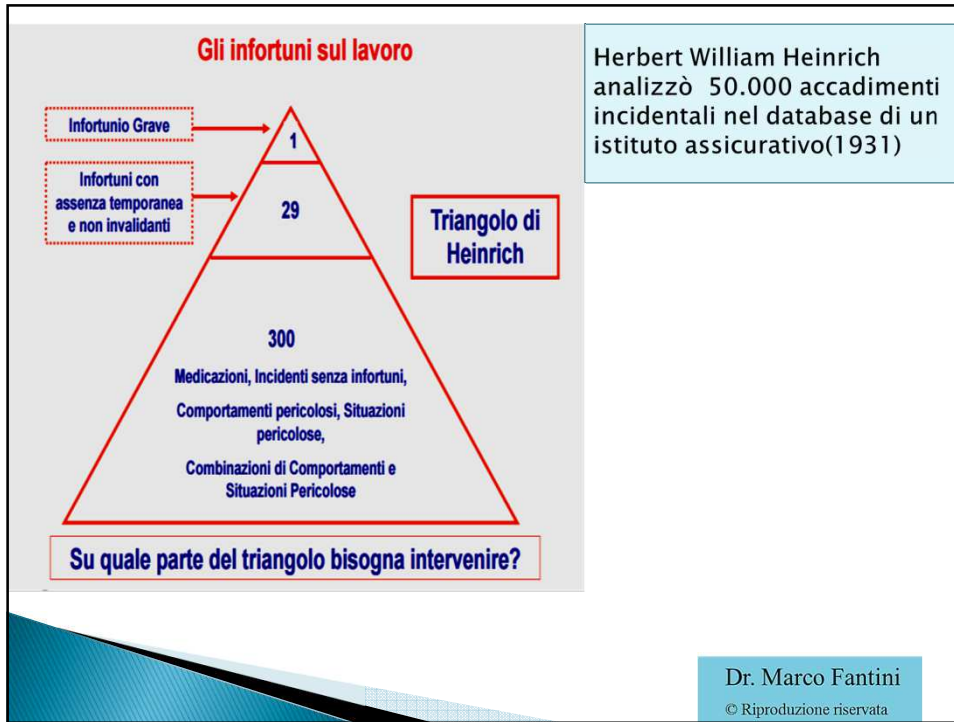 Gli infortuni sul lavoro
Infortunio Grave
1
Infortuni con
assenza temporanea
e non invalidanti
29
Triangolo di
Heinrich
300
Medicazioni, Incidenti senza infortuni,
Comportamenti pericolosi, Situazioni
pericolose,
Combinazioni di Comportamenti e
Situazioni Pericolose
Su quale parte del triangolo bisogna intervenire?
Herbert William Heinrich
analizzò 50.000 accadimenti
incidentali nel database di un
istituto assicurativo(1931)
Dr. Marco Fantini
© Riproduzione riservata